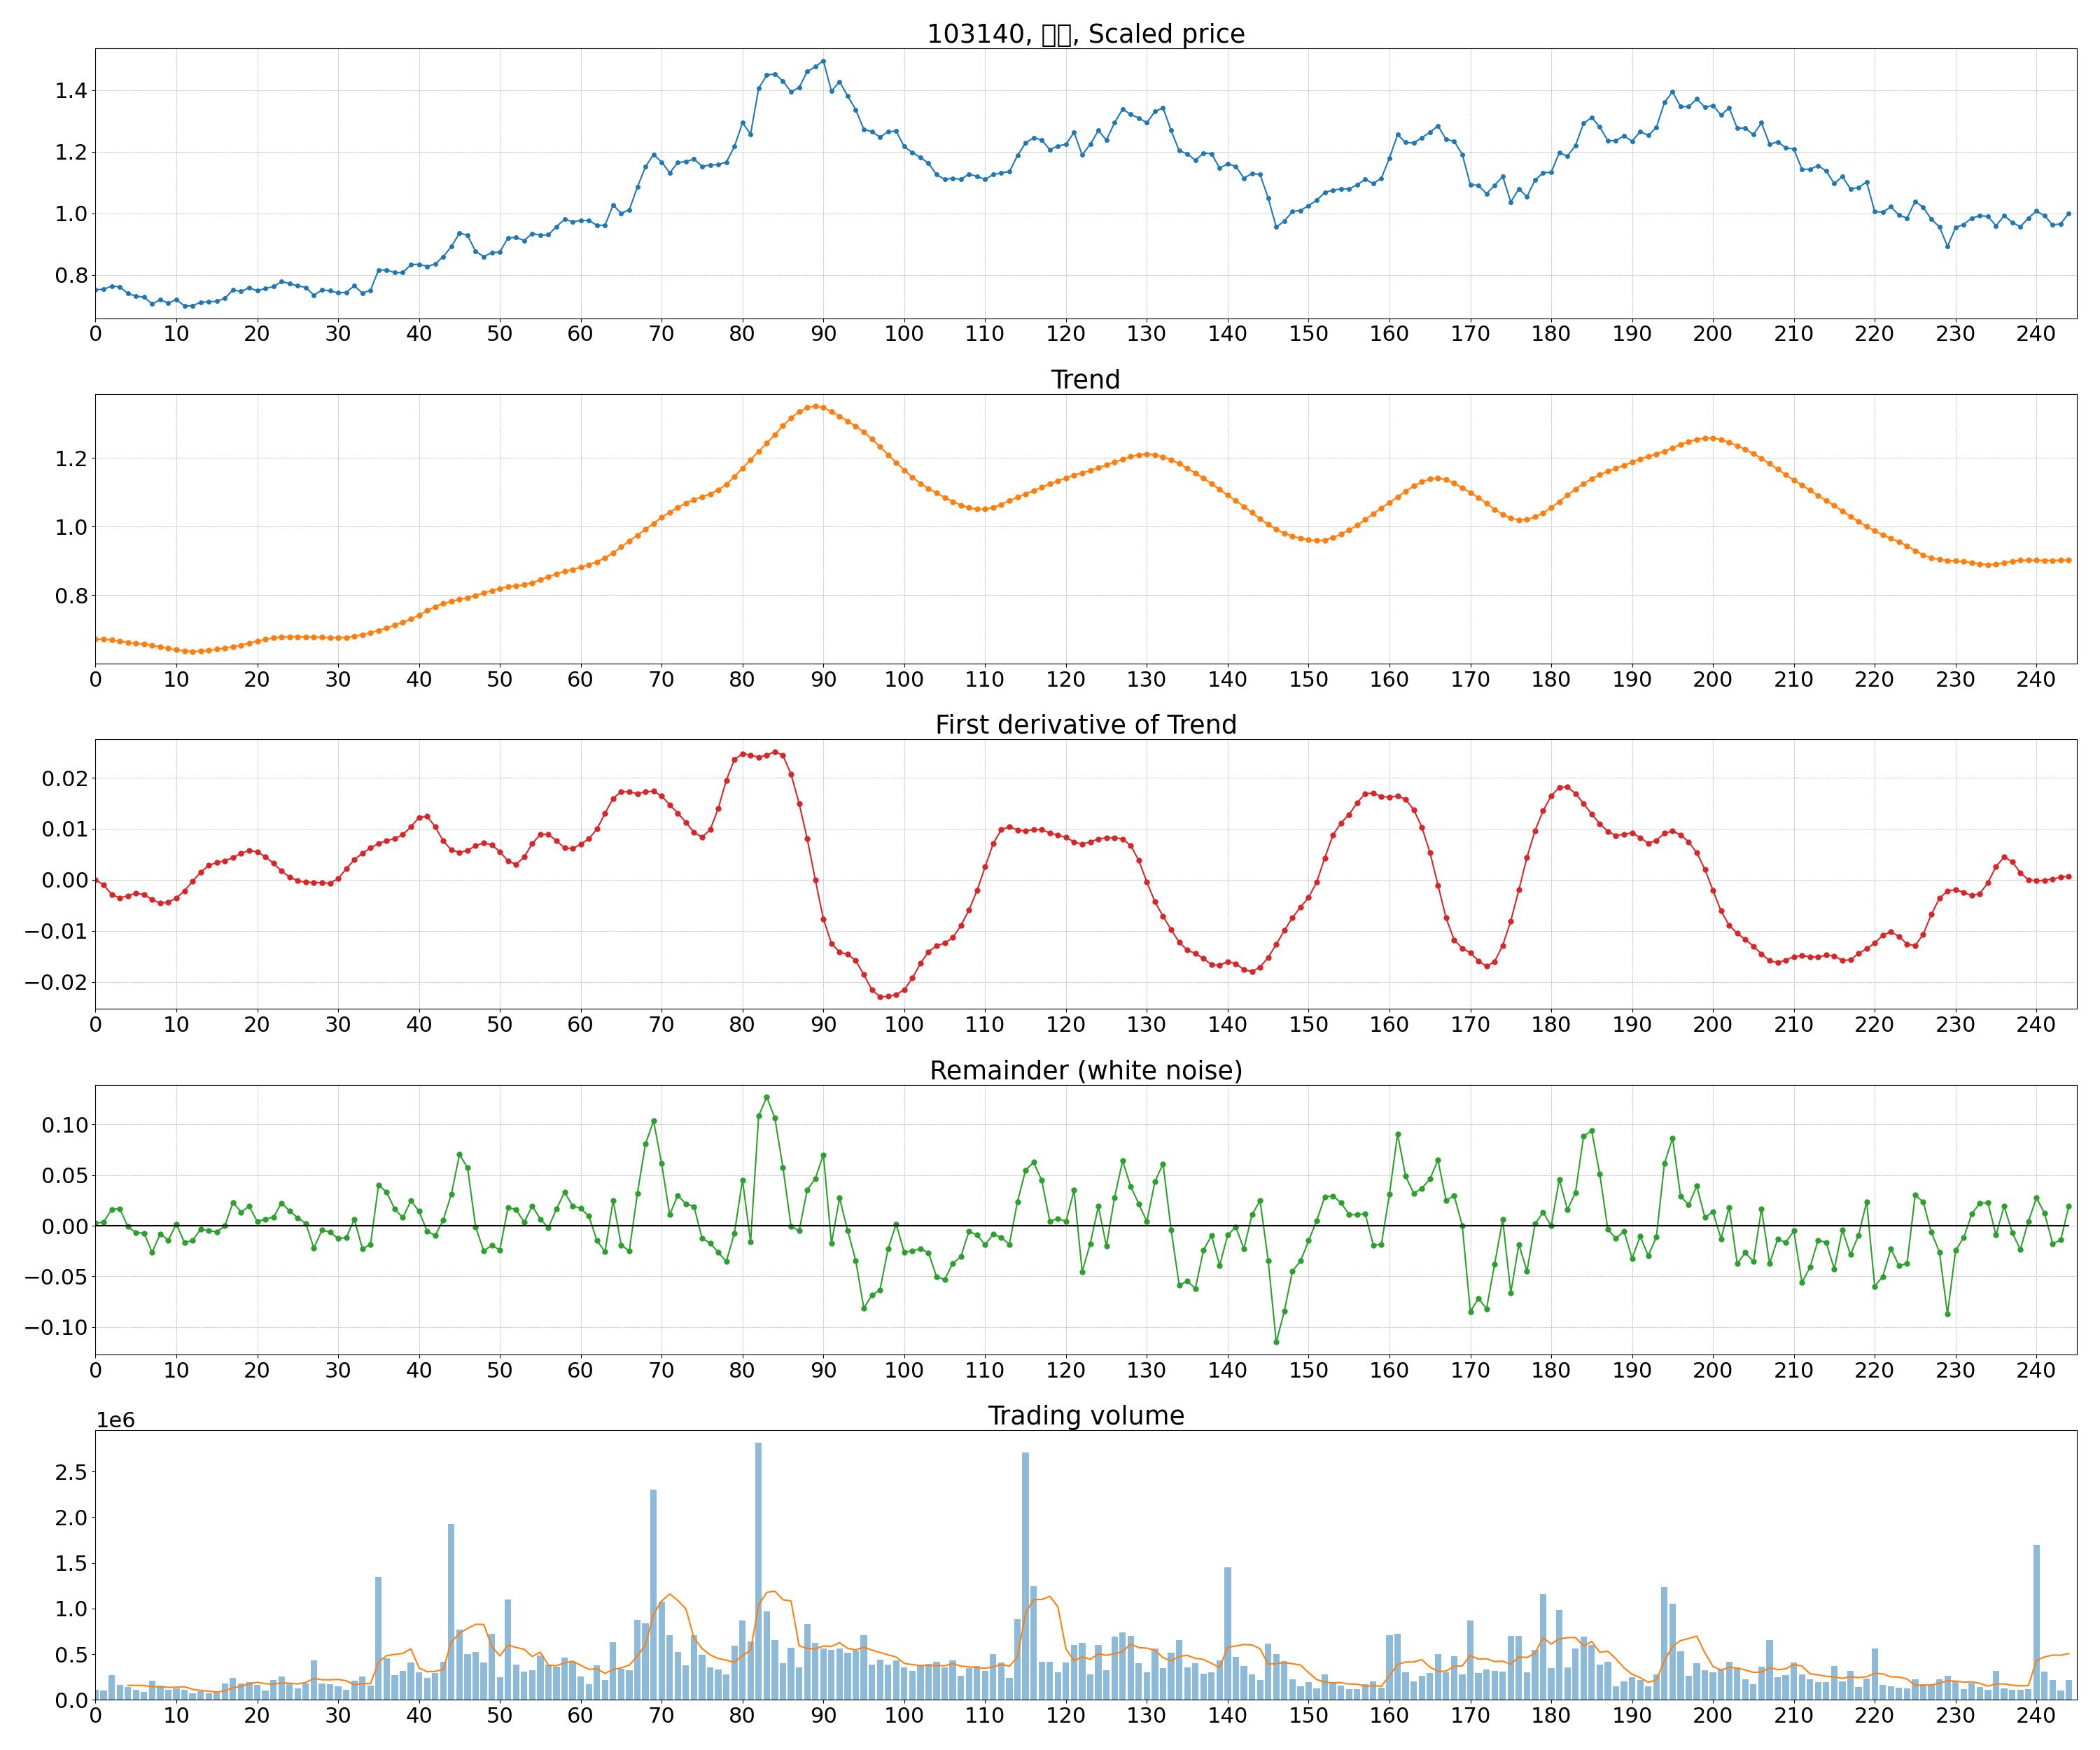 103140, □□, Scaled price
1.4
1.2
1.0
0.8
0 10 20 30 40 50 60 70 80 90 100 110 120 130 140 150 160 170 180 190 200 210 220 230 240
Trend
1.2
1.0
0.8
0 10 20 30 40 50 60 70 80 90 100 110 120 130 140 150 160 170 180 190 200 210 220 230 240
First derivative of Trend
0.02
0.01
0.00
−0.01
−0.02
0 10 20 30 40 50 60 70 80 90 100 110 120 130 140 150 160 170 180 190 200 210 220 230 240
Remainder (white noise)
0.10
0.05
0.00
−0.05
−0.10
0 10 20 30 40 50 60 70 80 90 100 110 120 130 140 150 160 170 180 190 200 210 220 230 240
Trading volume
1e6
2.5
2.0
1.5
1.0
0.5
0.0
0 10 20 30 40 50 60 70 80 90 100 110 120 130 140 150 160 170 180 190 200 210 220 230 240